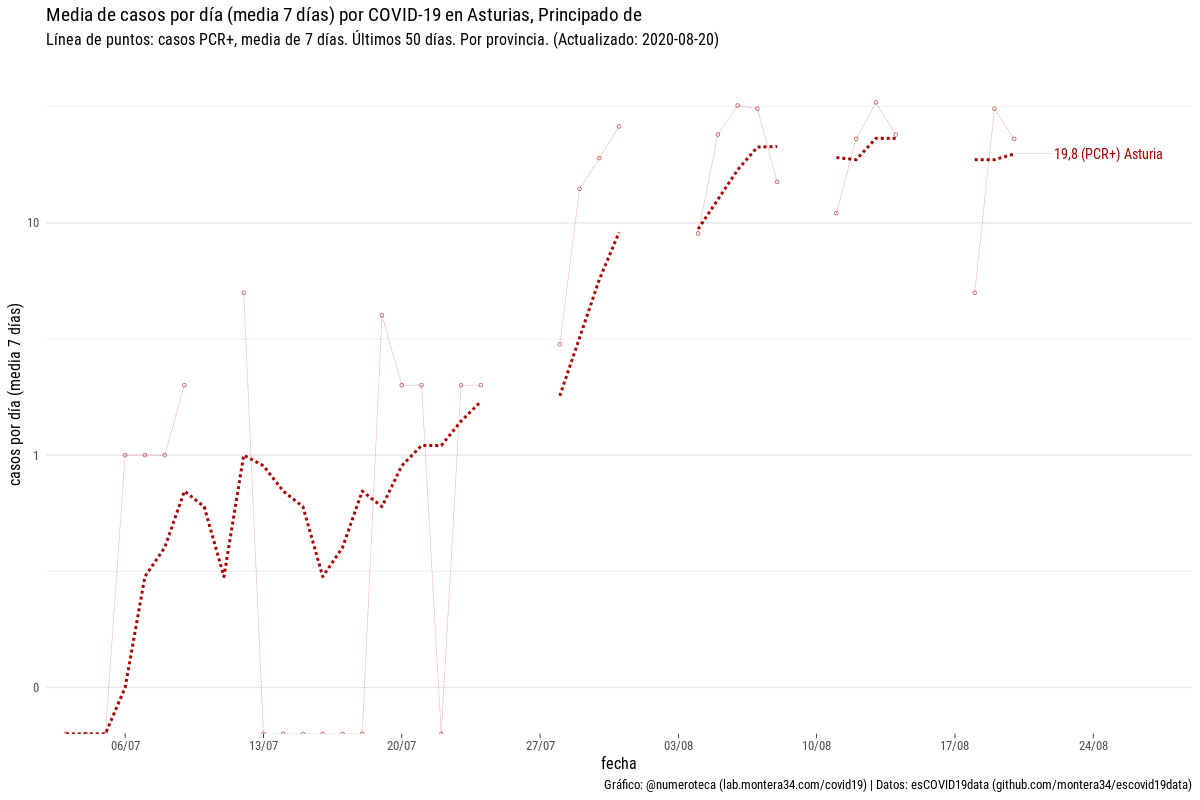 Media de casos por día (media 7 días) por COVID-19 en Asturias, Principado de
Línea de puntos: casos PCR+, media de 7 días. Últimos 50 días. Por provincia. (Actualizado: 2020-08-20)
19,8 (PCR+) Asturia
10
1
0
casos por día (media 7 días)
06/07
13/07
20/07
27/07
03/08
10/08
17/08
24/08
fecha
Gráfico: @numeroteca (lab.montera34.com/covid19) | Datos: esCOVID19data (github.com/montera34/escovid19data)